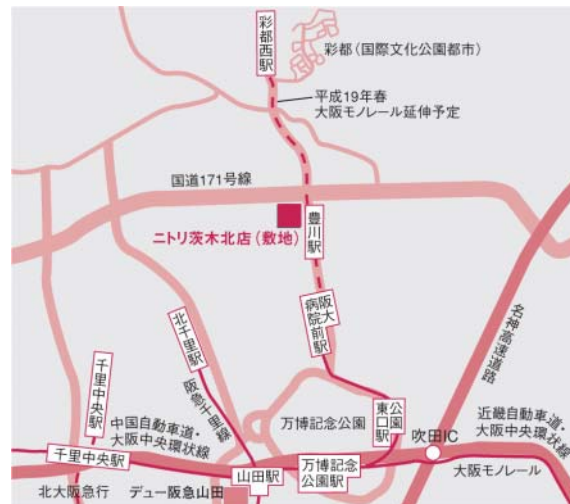 彩都西駅
彩都(国際文化公園都市)
平成19年春
大阪モノレール延伸予定
国道171号線
ニトリ茨木北店(敷地)
豊川駅
阪大
病院前駅
北千里駅
阪急千里線
名神高速道路
千里中央駅
中国自動車道・
大阪中央環状線
万博記念公園
公園
東口駅
吹田IC
近畿自動車道・
大阪中央環状線
千里中央駅
山田駅
万博記念
公園駅
大阪モノレール
北大阪急行
デュー阪急山田